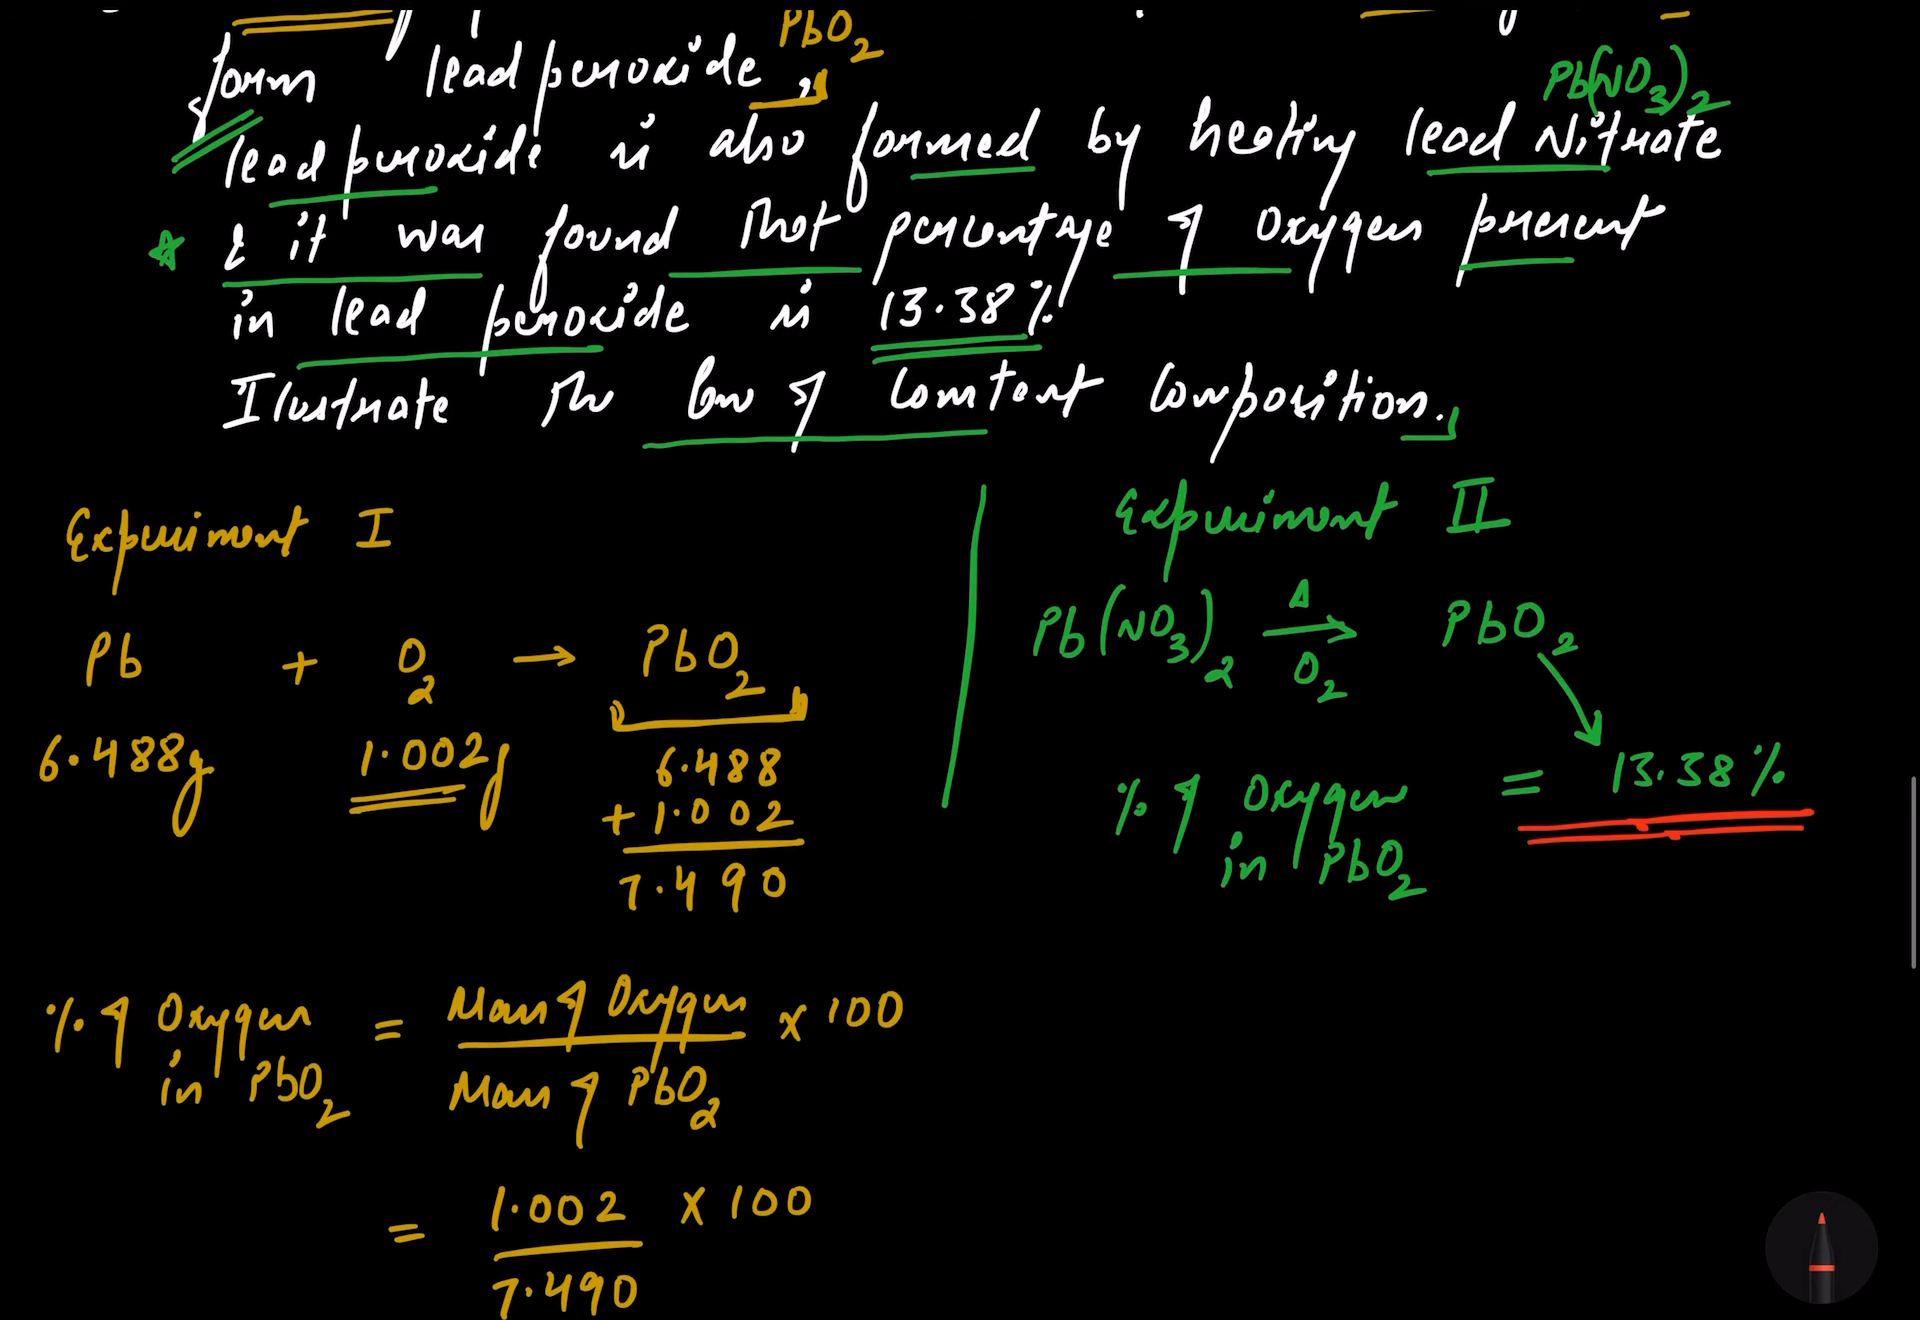 PbO2
form lead peroxide,
Pb(NO3)2
lead peroxide is also formed by heating lead Nitrate
& it was found that percentage of oxygen present
in lead peroxide is 13.38%
Illustrate the law of constant composition.
Experiment I
Pb + O2 → PbO2
6.488g 1.002g 6.488
+ 1.002
7.490
% of Oxygen in PbO2 = Mass of Oxygen / Mass of PbO2 × 100
= 1.002 / 7.490 × 100
Experiment II
Pb(NO3)2 Δ → O2 PbO2
% of Oxygen in PbO2 = 13.38%